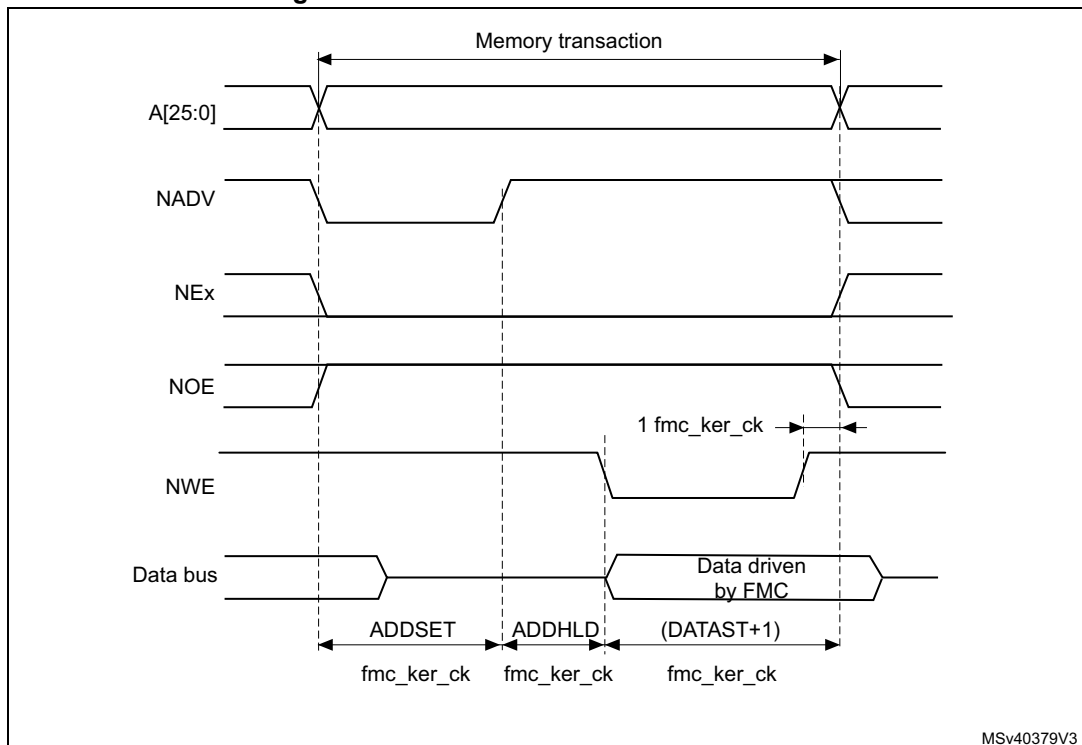 Memory transaction
A[25:0]
NADV
NEx
NOE
1 fmc_ker_ck
NWE
Data bus
Data driven
by FMC
ADDSET ADDHLD (DATAST+1)
fmc_ker_ck fmc_ker_ck fmc_ker_ck
MSv40379V3